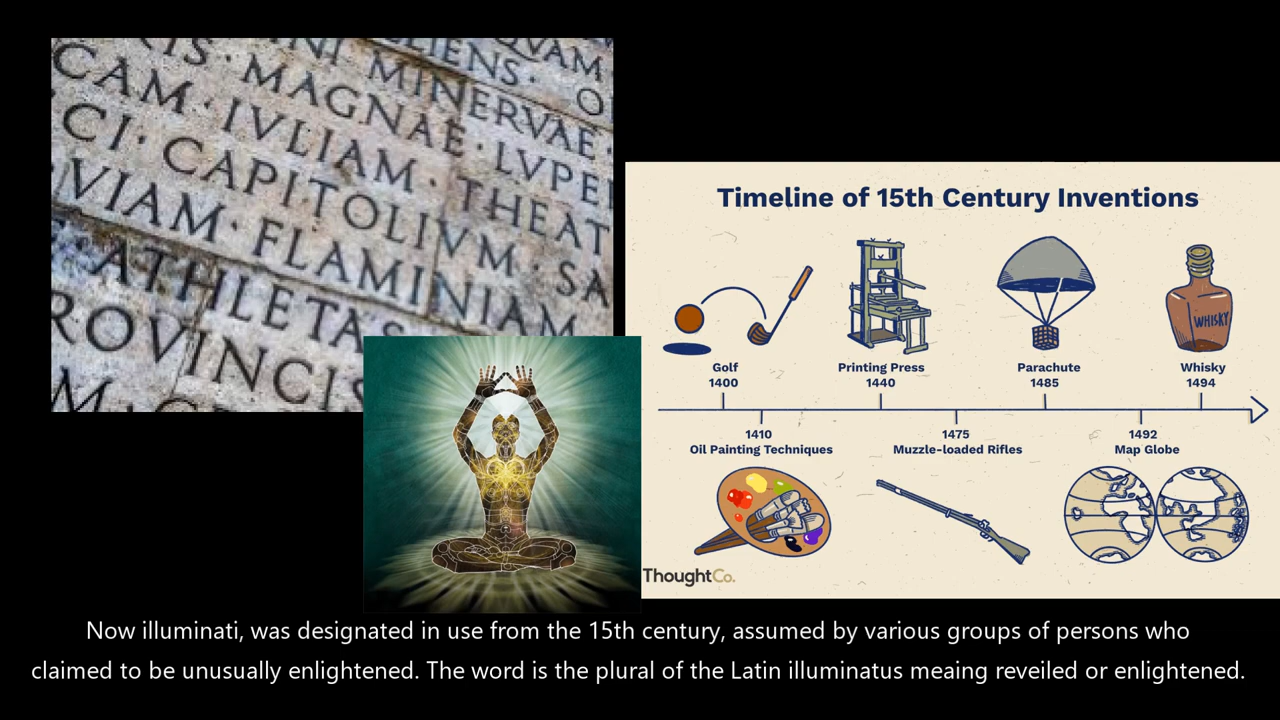 QVAM
CIS · MAGNAE · LVPE
MINERVAE ·
CAM · IVLIAM · THEAT
CI · CAPITOLIVM · SA
VIAM · FLAMINIAM
ATHLETAS
ROVINCIS
Timeline of 15th Century Inventions
WHISKY
Golf Printing Press Parachute Whisky
1400 1440 1485 1494
1410 1475 1492
Oil Painting Techniques Muzzle-loaded Rifles Map Globe
ThoughtCo.
Now illuminati, was designated in use from the 15th century, assumed by various groups of persons who
claimed to be unusually enlightened. The word is the plural of the Latin illuminatus meaing reveiled or enlightened.